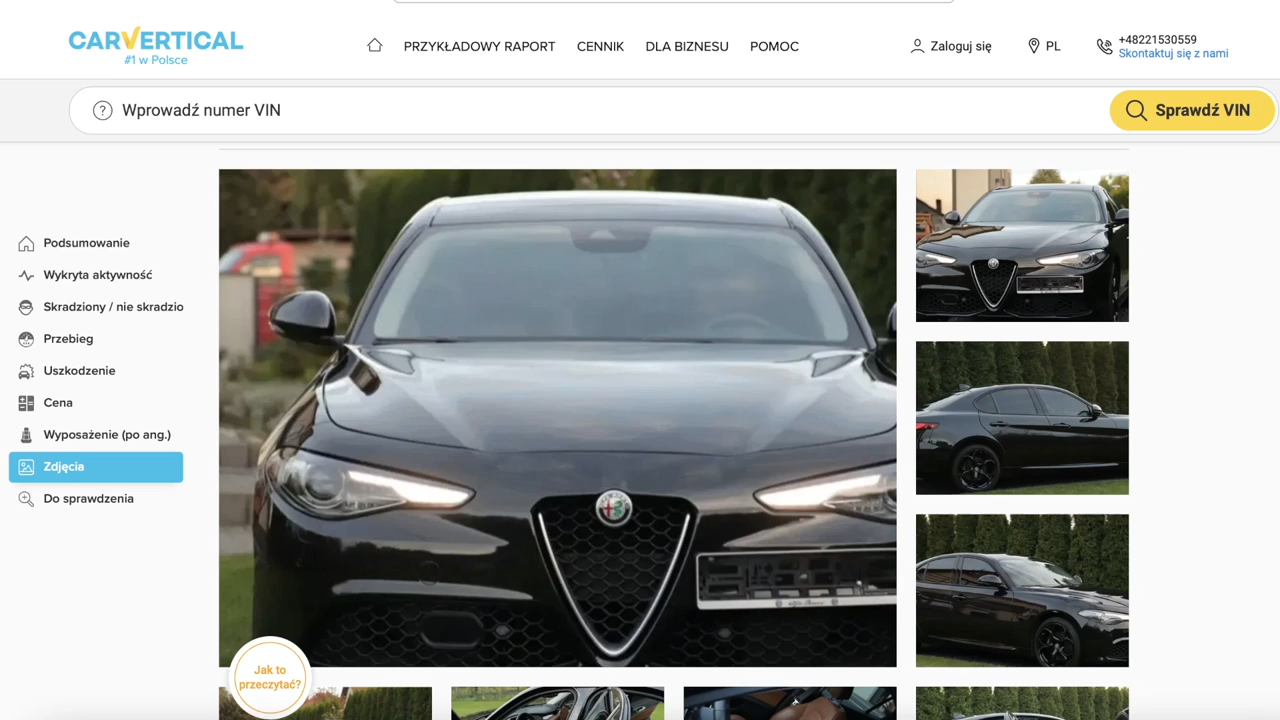 CARVERTICAL
#1 w Polsce
PRZYKŁADOWY RAPORT
CENNIK
DLA BIZNESU
POMOC
Zaloguj się
PL
+48221530559
Skontaktuj się z nami
? Wprowadź numer VIN
Sprawdź VIN
Podsumowanie
Wykryta aktywność
Skradziony / nie skradzio
Przebieg
Uszkodzenie
Cena
Wyposażenie (po ang.)
Zdjęcia
Do sprawdzenia
Jak to
przeczytać?